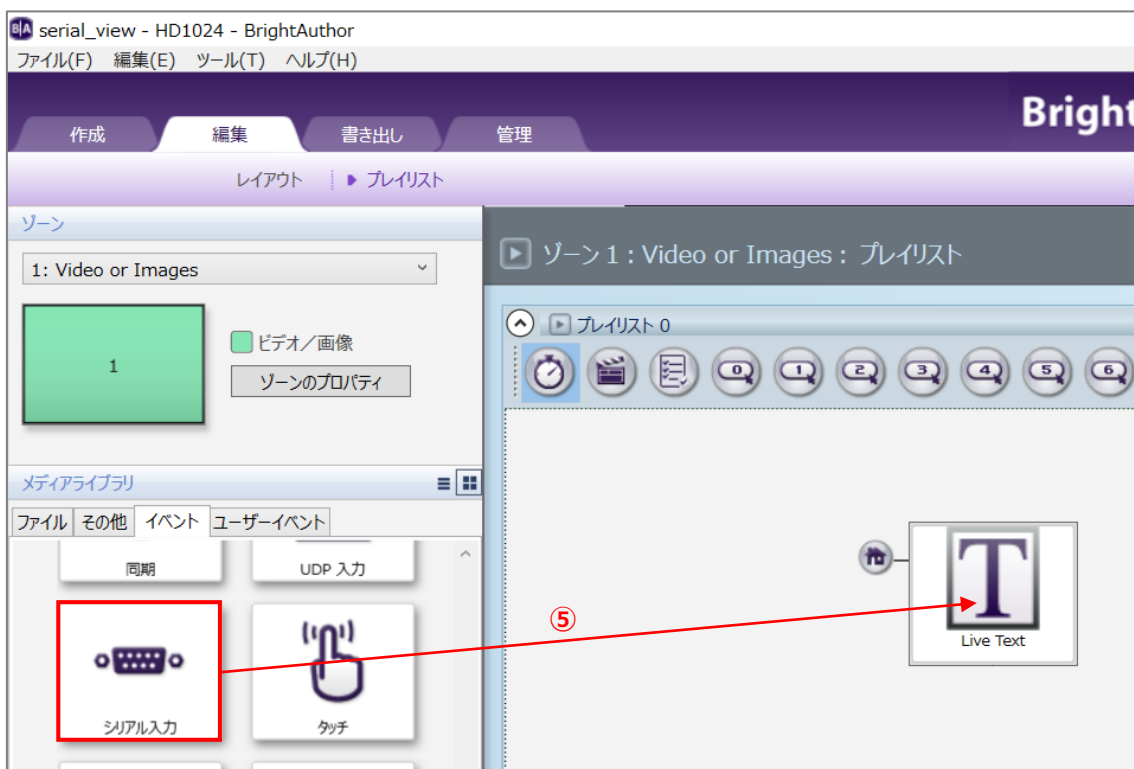 BA serial_view - HD1024 - BrightAuthor
ファイル(F) 編集(E) ツール(T) ヘルプ(H)
Bright
作成 編集 書き出し 管理
レイアウト プレイリスト
ゾーン
1: Video or Images
ゾーン 1 : Video or Images : プレイリスト
プレイリスト 0
1
ビデオ/画像
ゾーンのプロパティ
0 1 2 3 4 5 6
メディアライブラリ
ファイル その他 イベント ユーザーイベント
同期 UDP 入力
⑤
T
Live Text
シリアル入力 タッチ